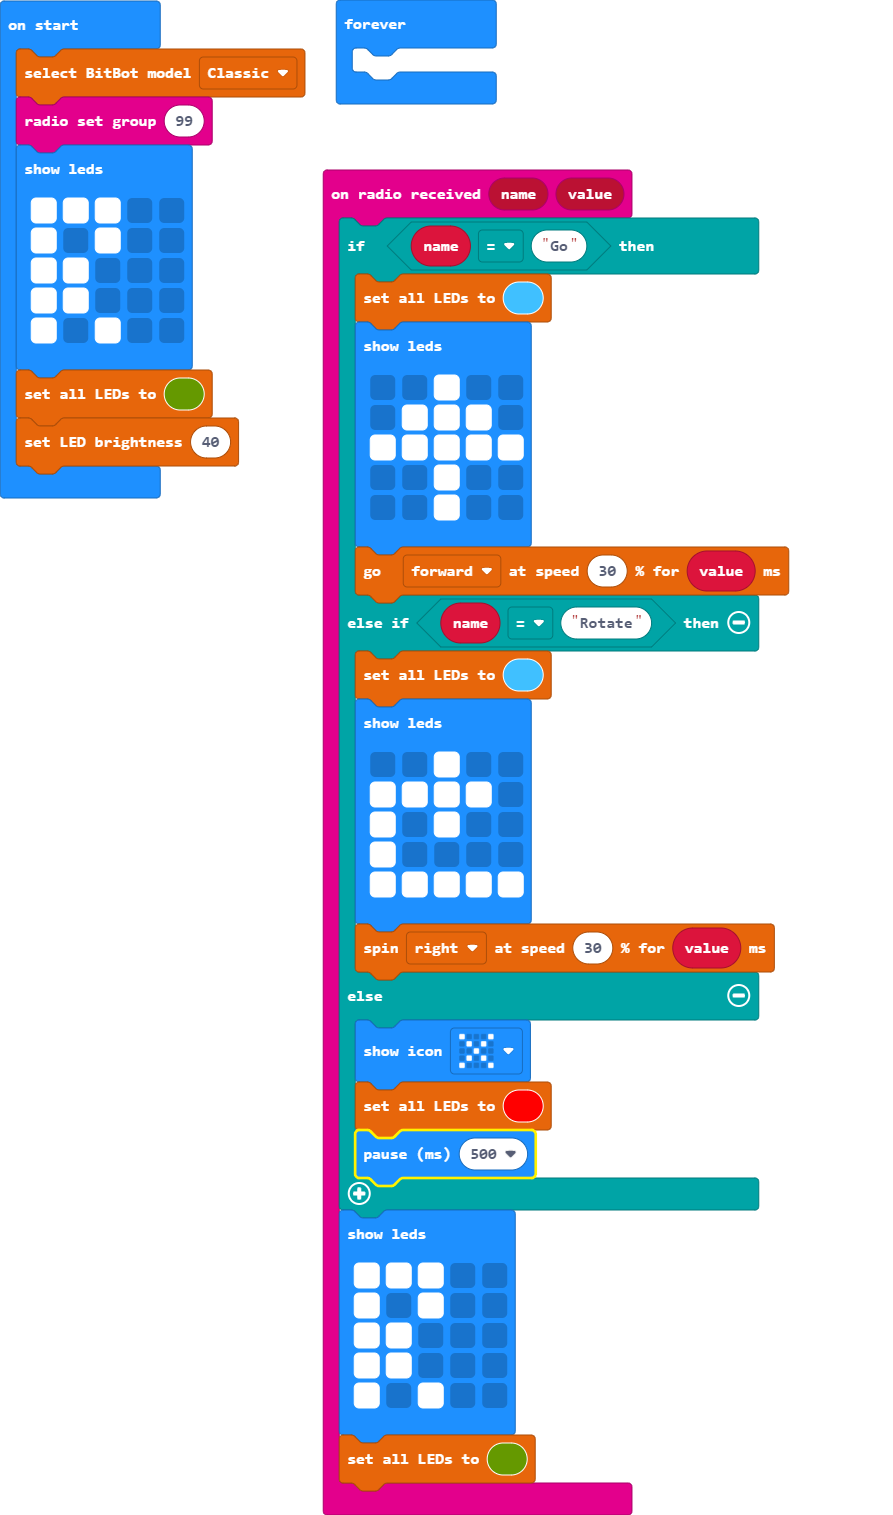 on start
select BitBot model Classic
radio set group 99
show leds
set all LEDs to
set LED brightness 40
forever
on radio received name value
if name = "Go" then
set all LEDs to
show leds
go forward at speed 30 % for value ms
else if name = "Rotate" then
set all LEDs to
show leds
spin right at speed 30 % for value ms
else
show icon
set all LEDs to
pause (ms) 500
show leds
set all LEDs to